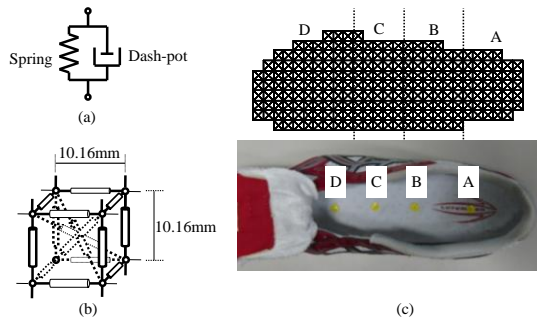 Spring
Dash-pot
(a)
10.16mm
10.16mm
(b)
D C B A
D C B A
(c)